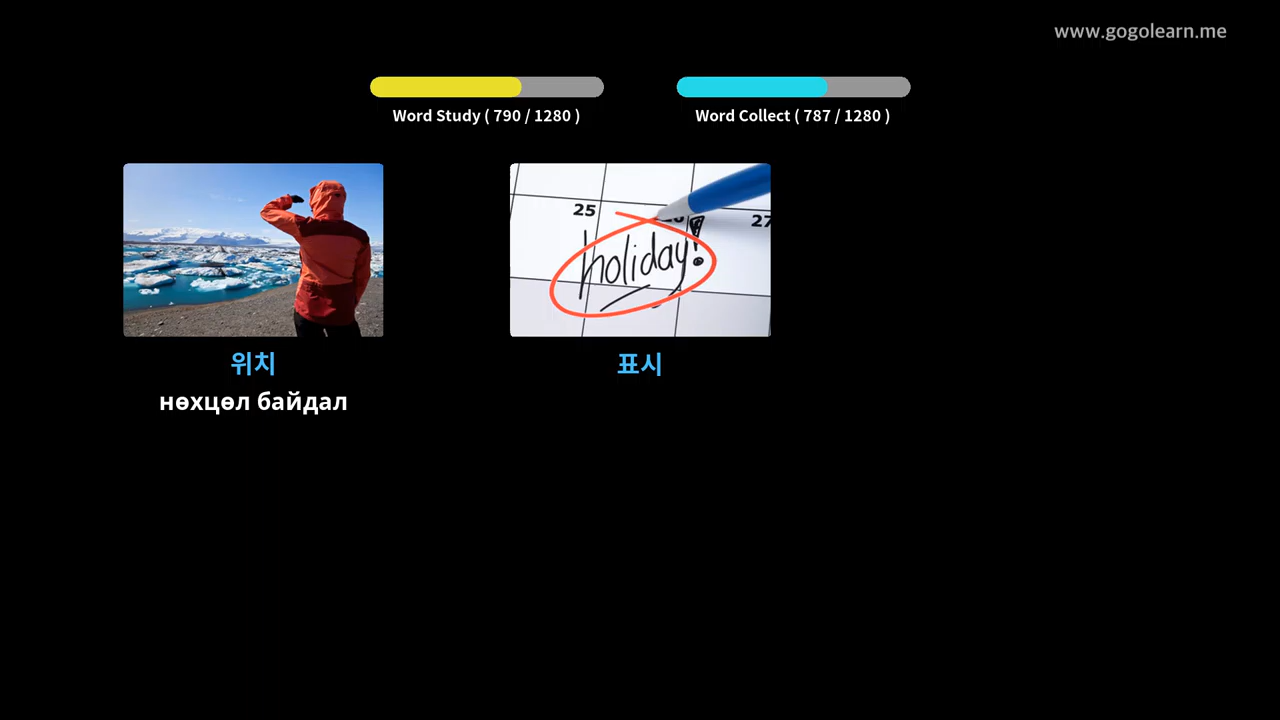 www.gogolearn.me
Word Study ( 790 / 1280 )
Word Collect ( 787 / 1280 )
25
27
holiday!
위치
표시
нөхцөл байдал